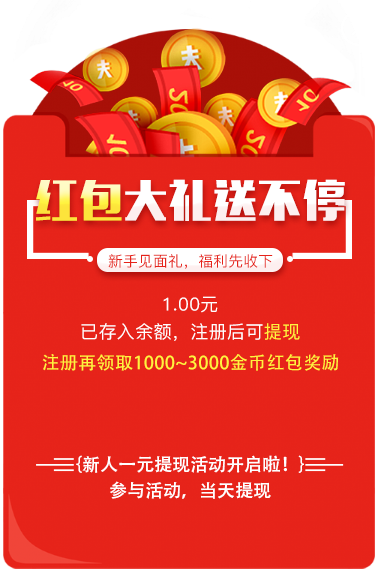 红包大礼送不停
新手见面礼，福利先收下
1.00元
已存入余额，注册后可提现
注册再领取1000~3000金币红包奖励
{新人一元提现活动开启啦！}
参与活动，当天提现